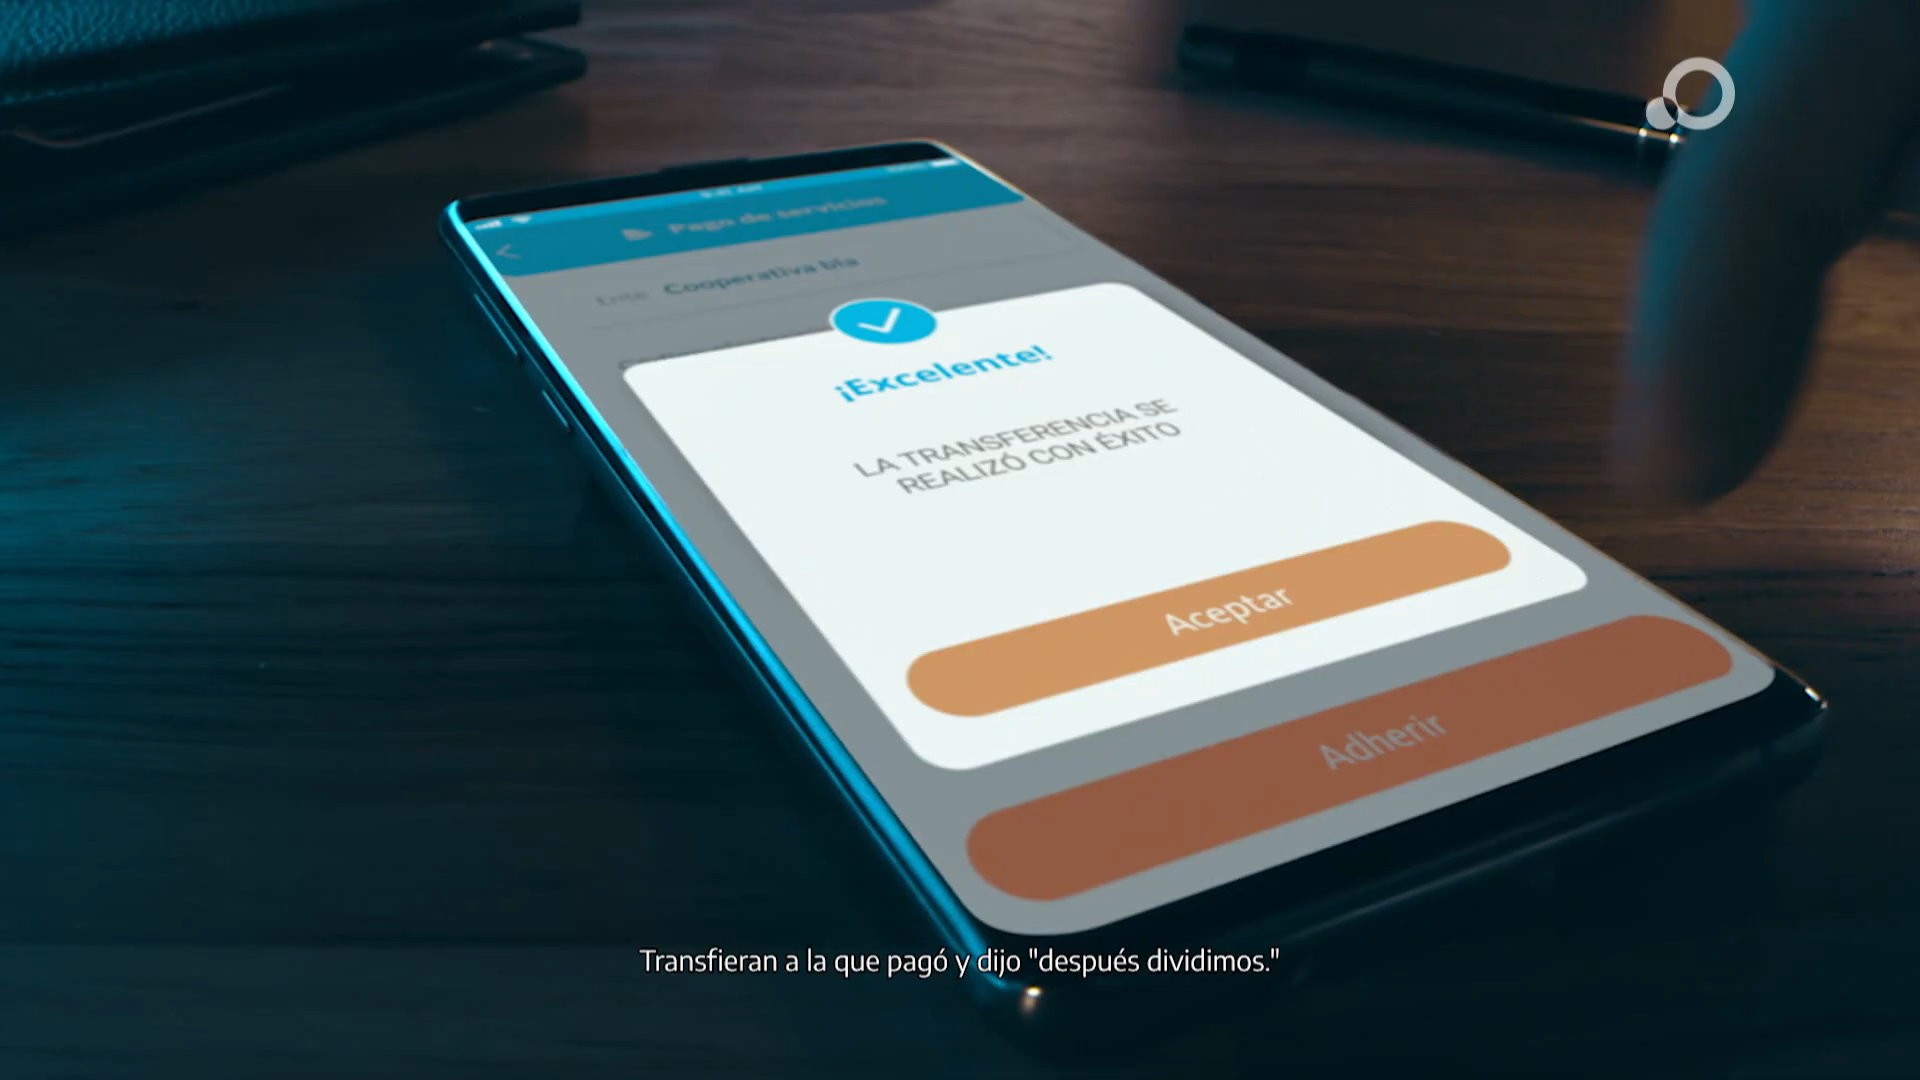 Pago de servicios
Ente Cooperativa bla
¡Excelente!
LA TRANSFERENCIA SE
REALIZÓ CON ÉXITO
Aceptar
Adherir
Transfieran a la que pagó y dijo "después dividimos."